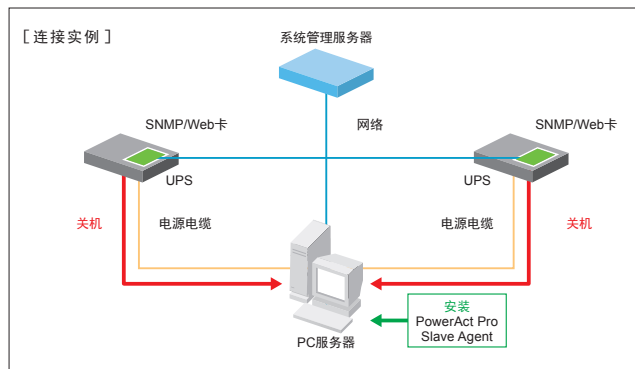 [连接实例]
系统管理服务器
SNMP/Web卡
网络
SNMP/Web卡
UPS
UPS
关机
电源电缆
电源电缆
关机
安装
PowerAct Pro
Slave Agent
PC服务器